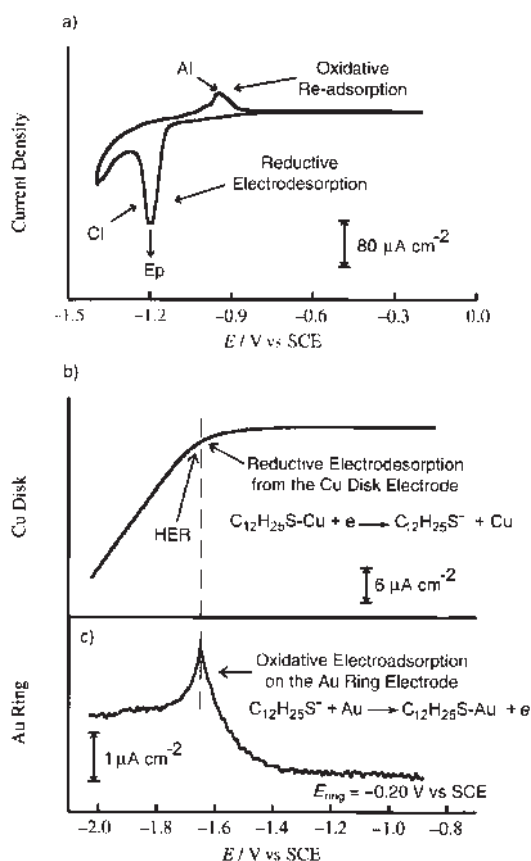 a)
AI
Oxidative
Re-adsorption
Current Density
Reductive
Electrodesorption
CI
Ep
80 μA cm⁻²
−1.5 −1.2 −0.9 −0.6 −0.3 0.0
E / V vs SCE
b)
Cu Disk
Reductive Electrodesorption
from the Cu Disk Electrode
HER
C₁₂H₂₅S-Cu + e ⟶ C₁₂H₂₅S⁻ + Cu
6 μA cm⁻²
c)
Au Ring
Oxidative Electroadsorption
on the Au Ring Electrode
C₁₂H₂₅S⁻ + Au ⟶ C₁₂H₂₅S-Au + e
1 μA cm⁻²
E_ring = −0.20 V vs SCE
−2.0 −1.8 −1.6 −1.4 −1.2 −1.0 −0.8
E / V vs SCE